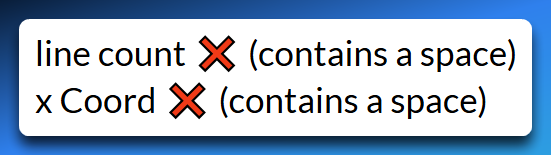 line count ❌ (contains a space)
x Coord ❌ (contains a space)